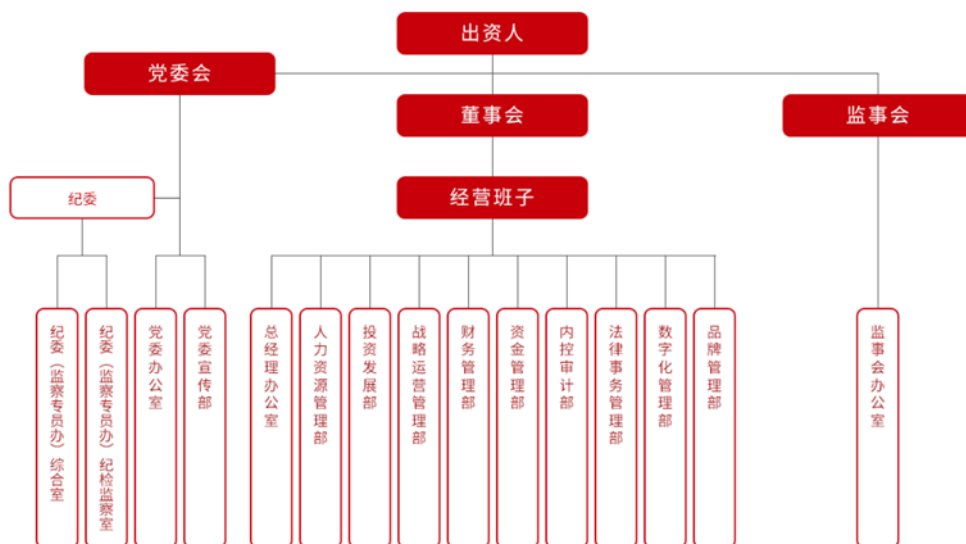 出资人
党委会
董事会
监事会
经营班子
纪委
纪委（监察专员办）综合室
纪委（监察专员办）纪检监察室
党委办公室
党委宣传部
总经理办公室
人力资源管理部
投资发展部
战略运营管理部
财务管理部
资金管理部
内控审计部
法律事务管理部
数字化管理部
品牌管理部
监事会办公室